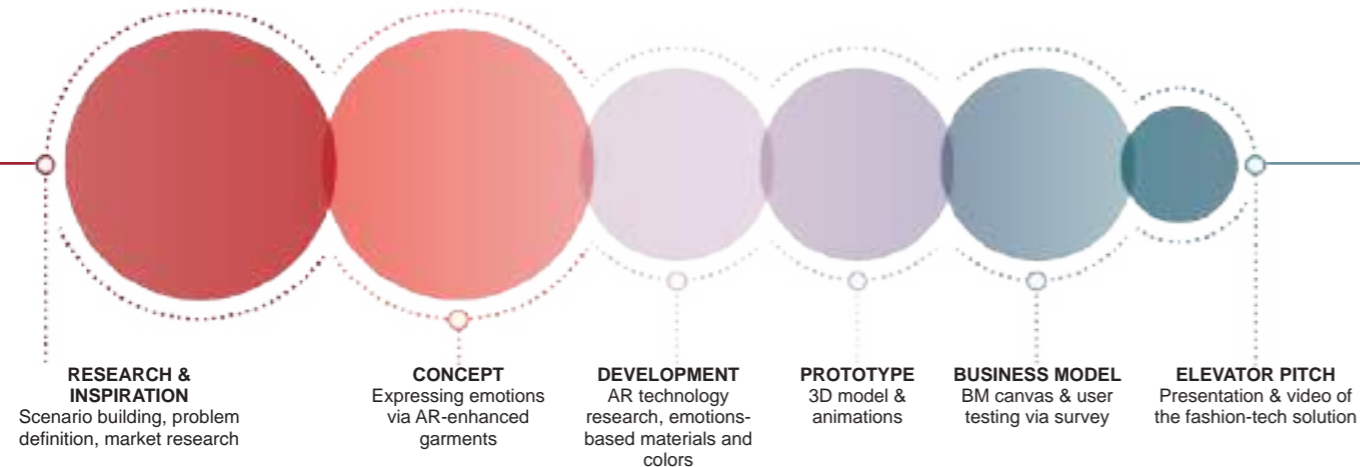 RESEARCH &
INSPIRATION
Scenario building, problem
definition, market research
CONCEPT
Expressing emotions
via AR-enhanced
garments
DEVELOPMENT
AR technology
research, emotions-
based materials and
colors
PROTOTYPE
3D model &
animations
BUSINESS MODEL
BM canvas & user
testing via survey
ELEVATOR PITCH
Presentation & video of
the fashion-tech solution